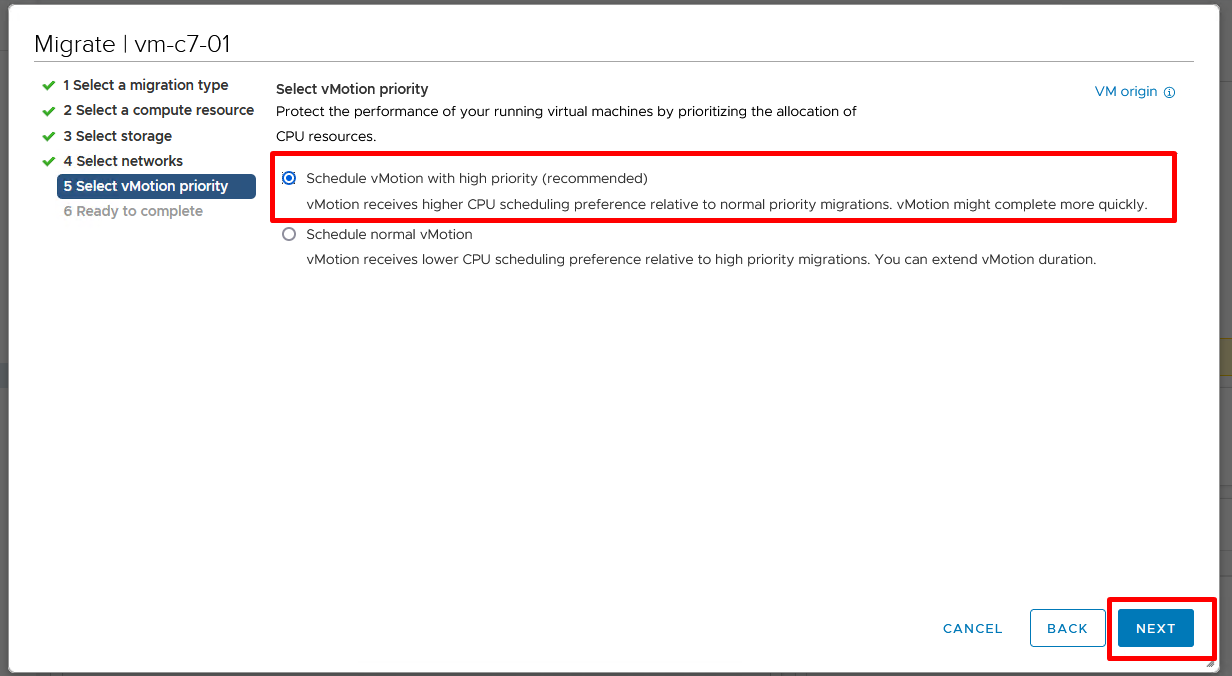 Migrate | vm-c7-01
1 Select a migration type
2 Select a compute resource
3 Select storage
4 Select networks
5 Select vMotion priority
6 Ready to complete
Select vMotion priority
VM origin
Protect the performance of your running virtual machines by prioritizing the allocation of
CPU resources.
Schedule vMotion with high priority (recommended)
vMotion receives higher CPU scheduling preference relative to normal priority migrations. vMotion might complete more quickly.
Schedule normal vMotion
vMotion receives lower CPU scheduling preference relative to high priority migrations. You can extend vMotion duration.
CANCEL
BACK
NEXT